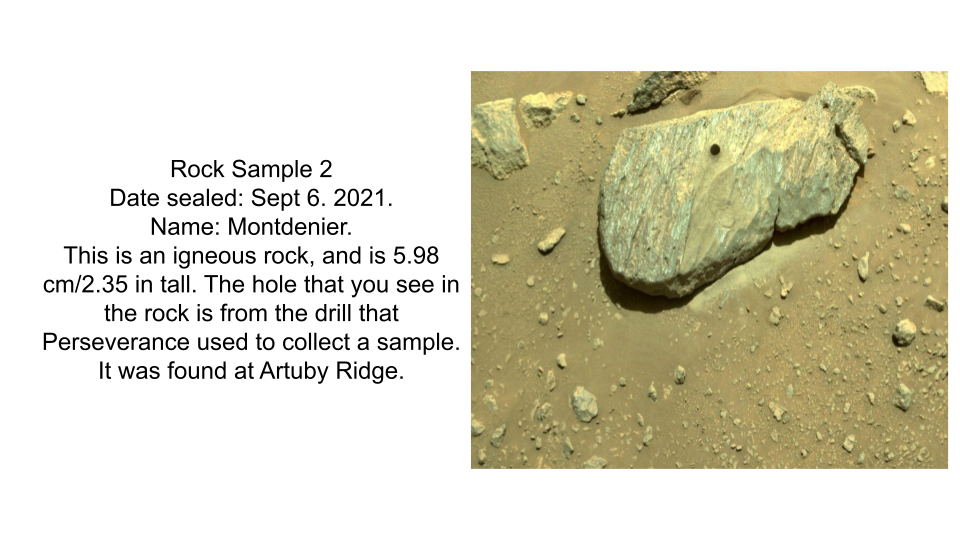 Rock Sample 2
Date sealed: Sept 6. 2021.
Name: Montdenier.
This is an igneous rock, and is 5.98
cm/2.35 in tall. The hole that you see in
the rock is from the drill that
Perseverance used to collect a sample.
It was found at Artuby Ridge.